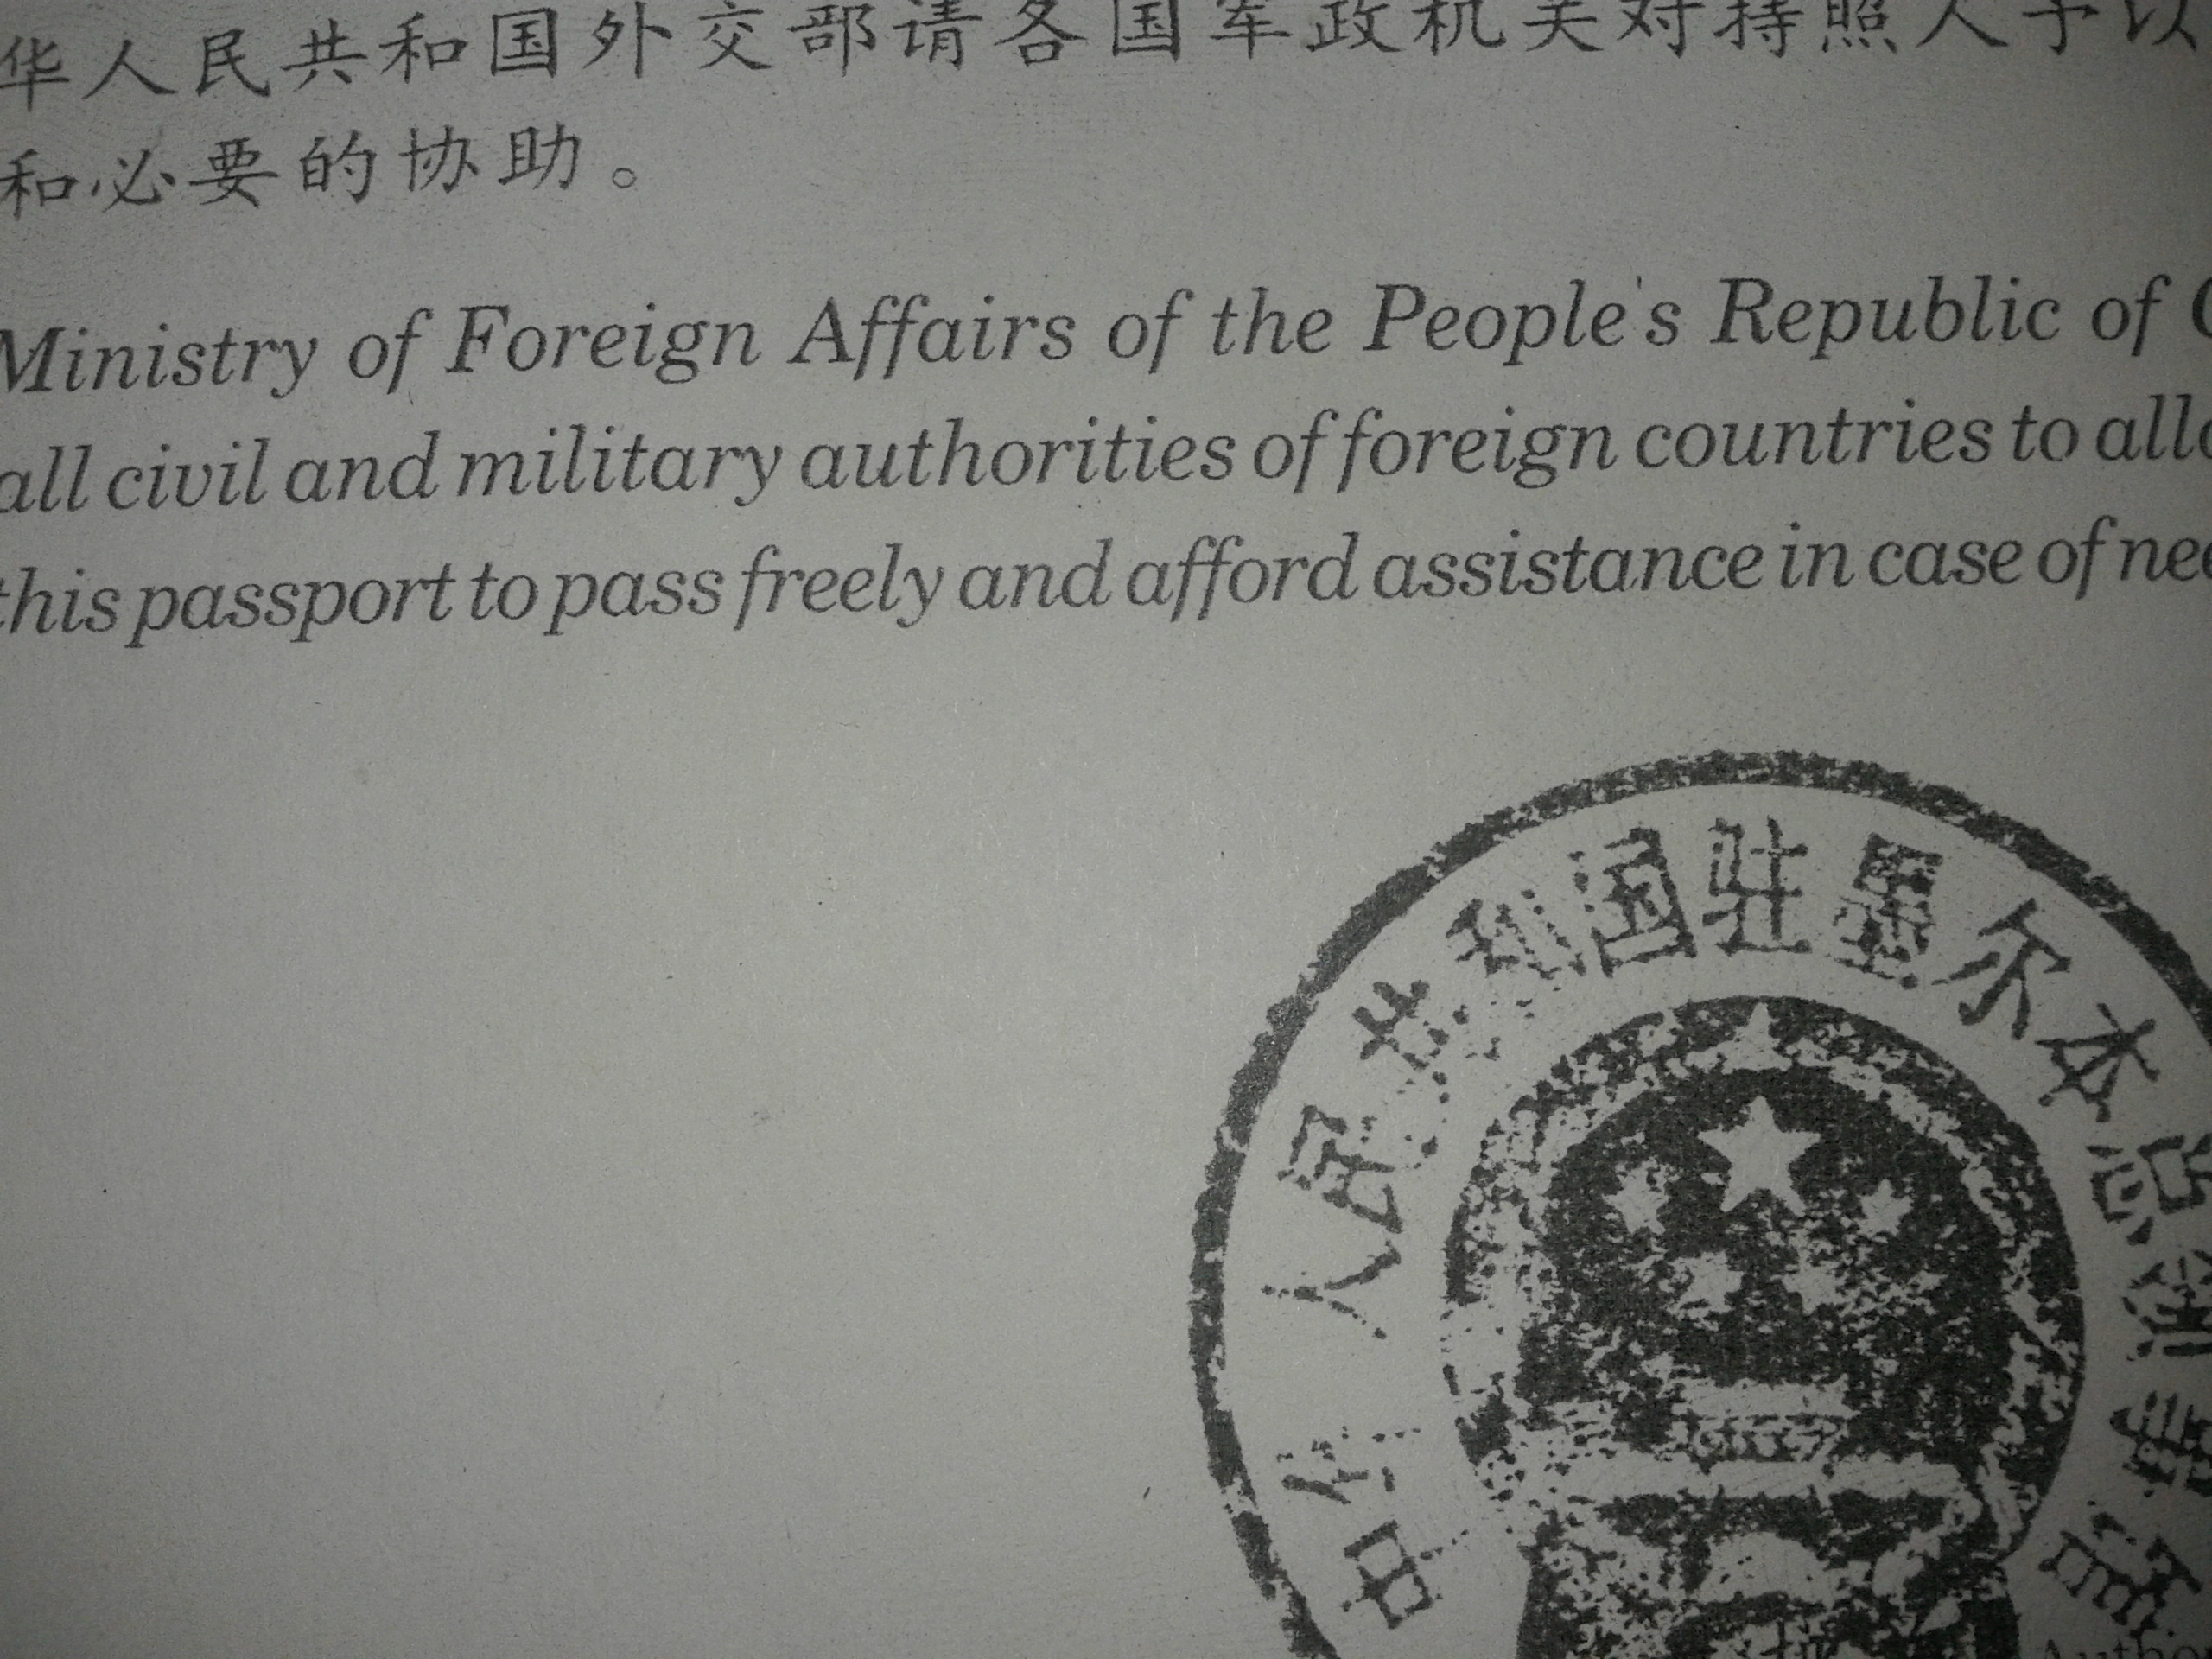 华人民共和国外交部请各国军政机关对持照人予以
和必要的协助。
Ministry of Foreign Affairs of the People's Republic of
all civil and military authorities of foreign countries to
this passport to pass freely and afford assistance in case of
中华人民共和国驻墨尔本总领事馆